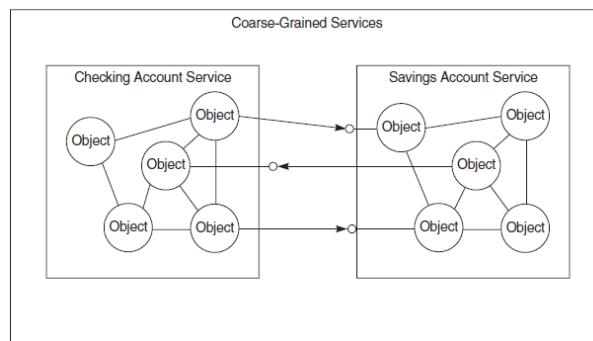 Coarse-Grained Services
Checking Account Service
Savings Account Service
Object
Object
Object
Object
Object
Object
Object
Object
Object
Object